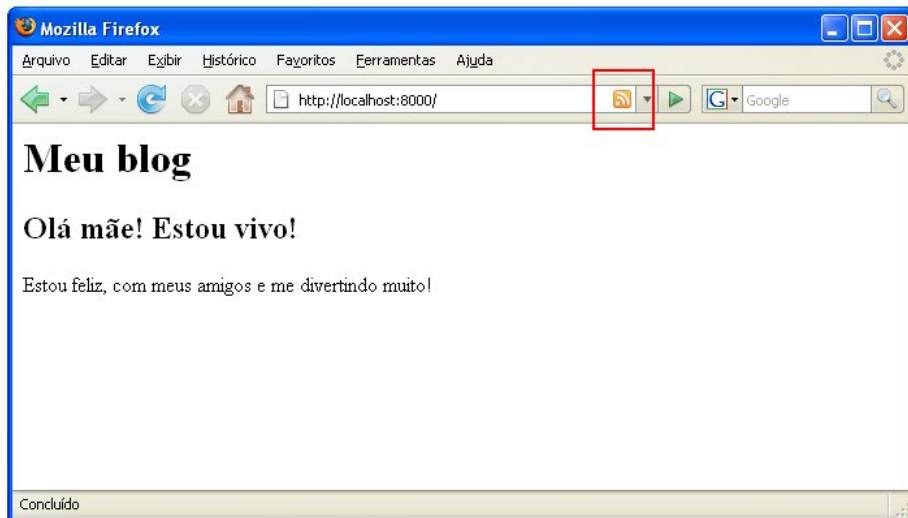 Mozilla Firefox
Arquivo Editar Exibir Histórico Favoritos Ferramentas Ajuda
http://localhost:8000/ G Google
Meu blog
Olá mãe! Estou vivo!
Estou feliz, com meus amigos e me divertindo muito!
Concluído